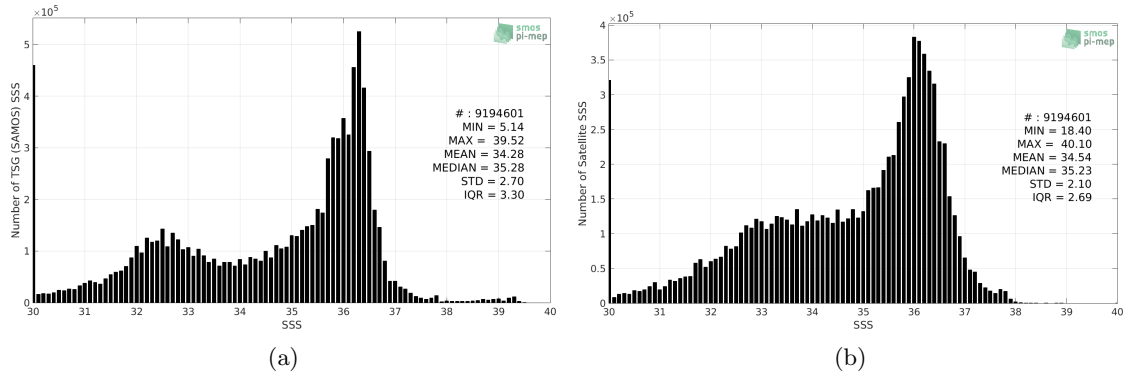 ×10⁵
smos
pi-mep
5
4
3
2
1
0
Number of TSG (SAMOS) SSS
# : 9194601
MIN = 5.14
MAX =  39.52
MEAN = 34.28
MEDIAN = 35.28
STD = 2.70
IQR = 3.30
30 31 32 33 34 35 36 37 38 39 40
SSS
(a)
×10⁵
smos
pi-mep
4
3.5
3
2.5
2
1.5
1
0.5
0
Number of Satellite SSS
# : 9194601
MIN = 18.40
MAX =  40.10
MEAN = 34.54
MEDIAN = 35.23
STD = 2.10
IQR = 2.69
30 31 32 33 34 35 36 37 38 39 40
SSS
(b)